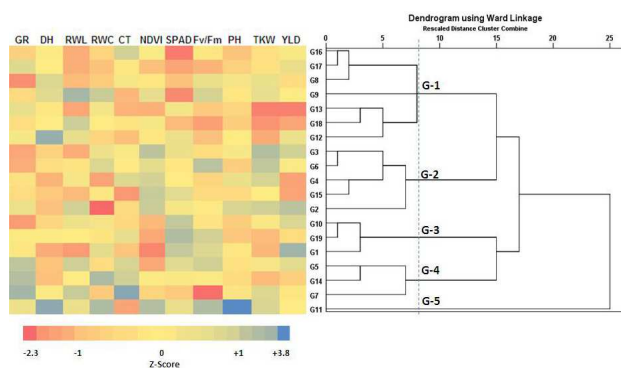 Dendrogram using Ward Linkage
Rescaled Distance Cluster Combine
GR DH RWL RWC CT NDVI SPAD Fv/Fm PH TKW YLD
0 5 10 15 20 25
G16
G17
G8
G9
G13
G18
G12
G3
G6
G4
G15
G2
G10
G19
G1
G5
G14
G7
G11
G-1
G-2
G-3
G-4
G-5
-2.3 -1 0 +1 +3.8
Z-Score